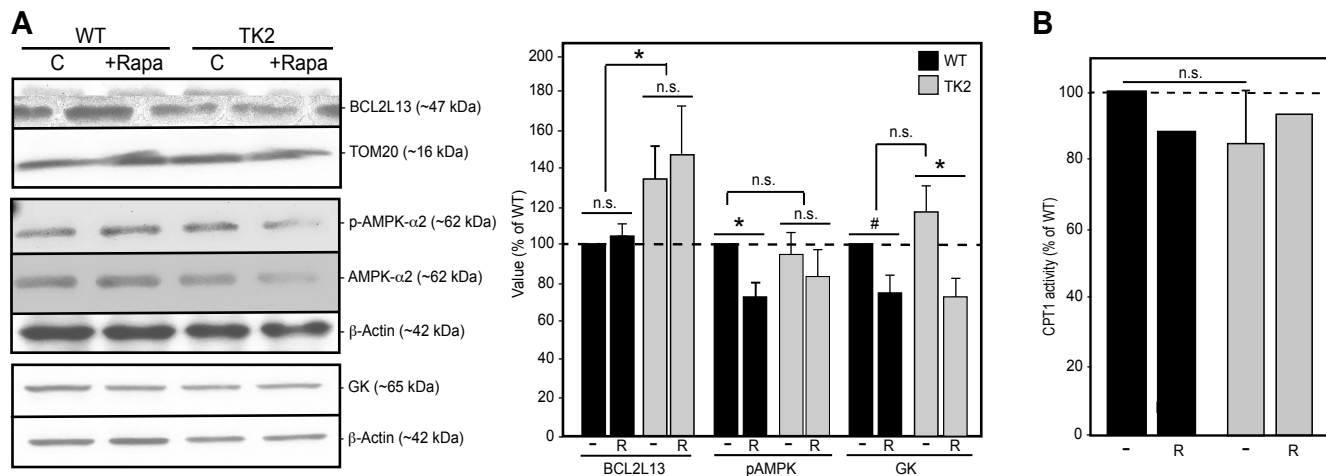 A
WT TK2
C +Rapa C +Rapa
BCL2L13 (~47 kDa)
TOM20 (~16 kDa)
p-AMPK-α2 (~62 kDa)
AMPK-α2 (~62 kDa)
β-Actin (~42 kDa)
GK (~65 kDa)
β-Actin (~42 kDa)
Value (% of WT)
200
180
160
140
120
100
80
60
40
20
0
WT
TK2
* n.s. n.s.
n.s. * n.s.
n.s. # *
- R - R - R - R - R - R
BCL2L13 pAMPK GK
B
CPT1 activity (% of WT)
100
80
60
40
20
0
n.s.
- R - R